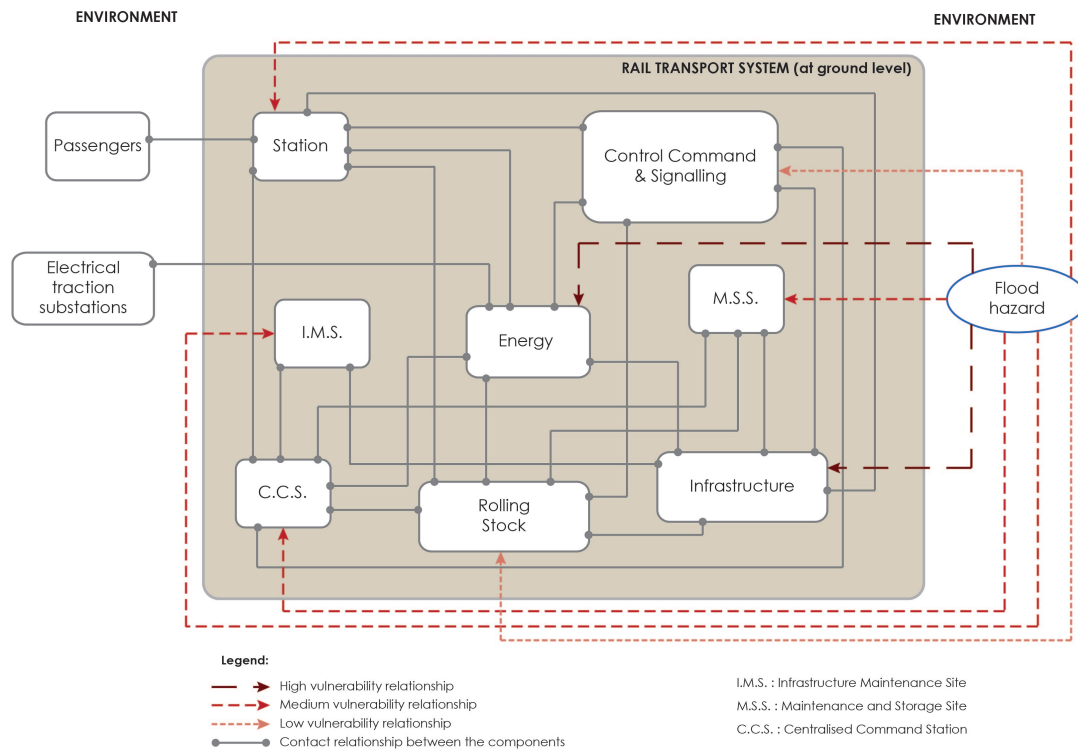 ENVIRONMENT
ENVIRONMENT
RAIL TRANSPORT SYSTEM (at ground level)
Passengers
Station
Control Command
& Signalling
Electrical
traction
substations
I.M.S.
Energy
M.S.S.
Flood
hazard
C.C.S.
Rolling
Stock
Infrastructure
Legend:
High vulnerability relationship
Medium vulnerability relationship
Low vulnerability relationship
Contact relationship between the components
I.M.S. : Infrastructure Maintenance Site
M.S.S. : Maintenance and Storage Site
C.C.S. : Centralised Command Station